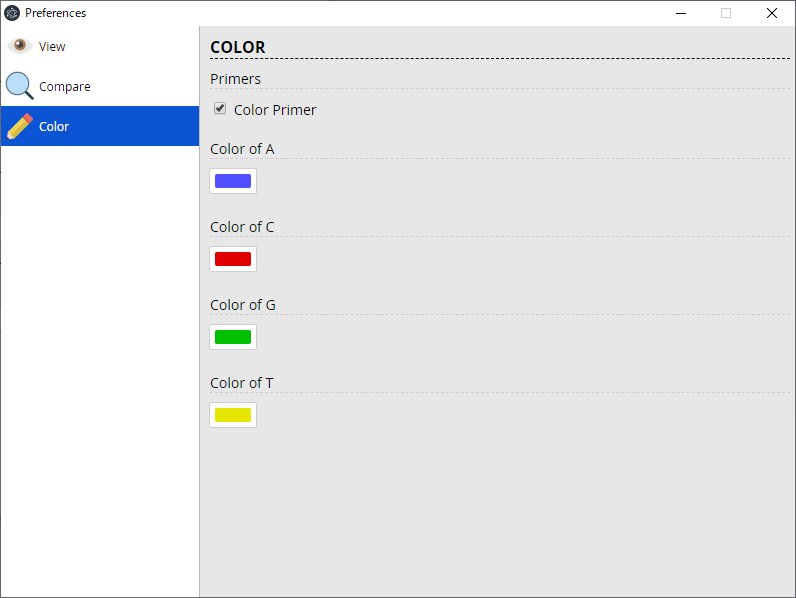 Preferences
View
Compare
Color
COLOR
Primers
Color Primer
Color of A
Color of C
Color of G
Color of T